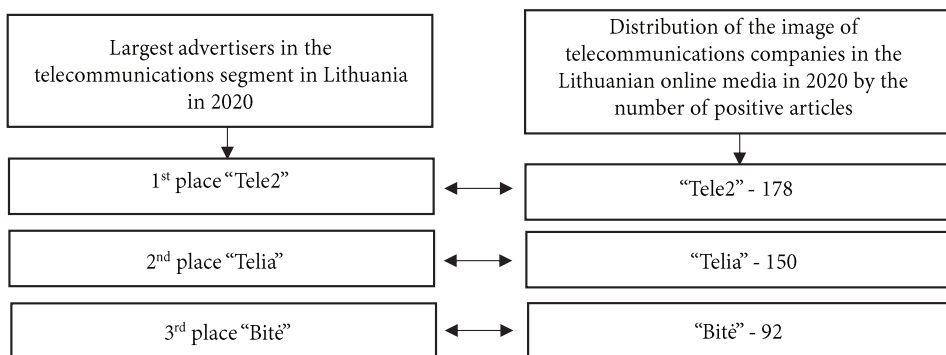 Largest advertisers in the
telecommunications segment in Lithuania
in 2020
Distribution of the image of
telecommunications companies in the
Lithuanian online media in 2020 by the
number of positive articles
1st place “Tele2”
“Tele2” - 178
2nd place “Telia”
“Telia” - 150
3rd place “Bitė”
“Bitė” - 92